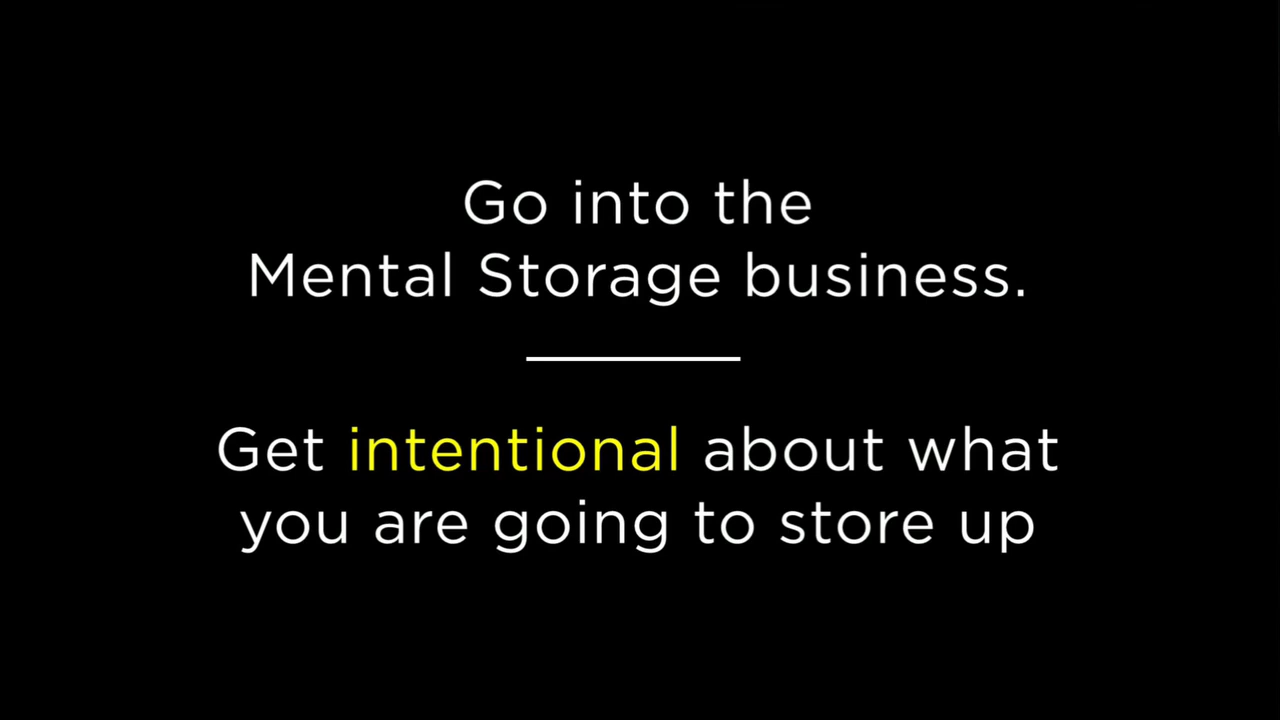 Go into the
Mental Storage business.
Get intentional about what
you are going to store up